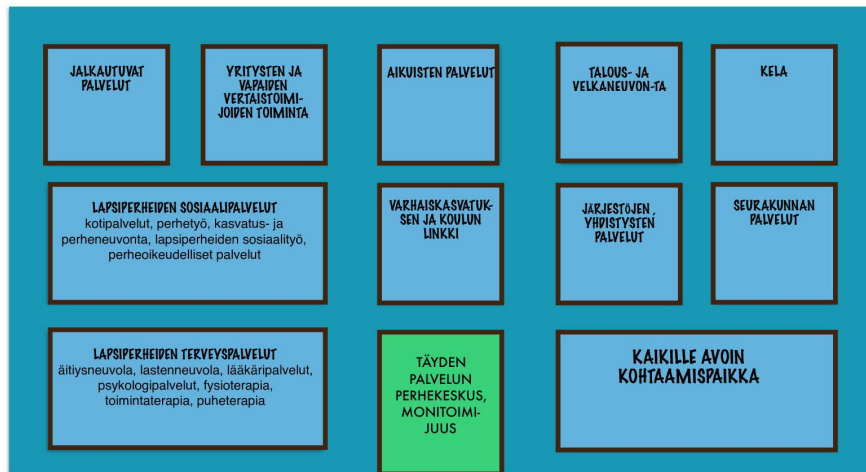 JALKAUTUVAT
PALVELUT
YRITYSTEN JA
VAPAIDEN
VERTAISTOIMI-
JOIDEN TOIMINTA
AIKUISTEN PALVELUT
TALOUS- JA
VELKANEUVON-TA
KELA
LAPSIPERHEIDEN SOSIAALIPALVELUT
kotipalvelut, perhetyö, kasvatus- ja
perheneuvonta, lapsiperheiden sosiaalityö,
perheoikeudelliset palvelut
VARHAISKASVATUK-
SEN JA KOULUN
LINKKI
JÄRJESTÖJEN ,
YHDISTYSTEN
PALVELUT
SEURAKUNNAN
PALVELUT
LAPSIPERHEIDEN TERVEYSPALVELUT
äitiysneuvola, lastenneuvola, lääkäripalvelut,
psykologipalvelut, fysioterapia,
toimintaterapia, puheterapia
TÄYDEN
PALVELUN
PERHEKESKUS,
MONITOIMI-
JUUS
KAIKILLE AVOIN
KOHTAAMISPAIKKA